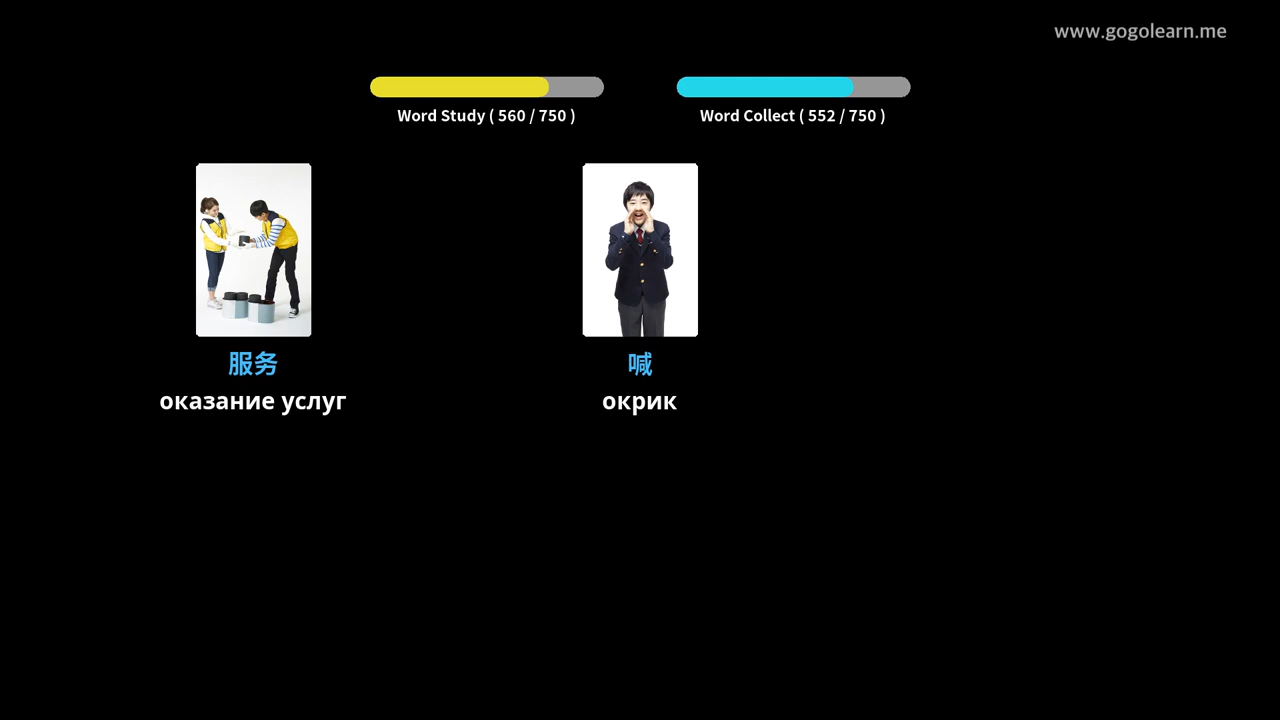 www.gogolearn.me
Word Study ( 560 / 750 )
Word Collect ( 552 / 750 )
服务
оказание услуг
喊
окрик